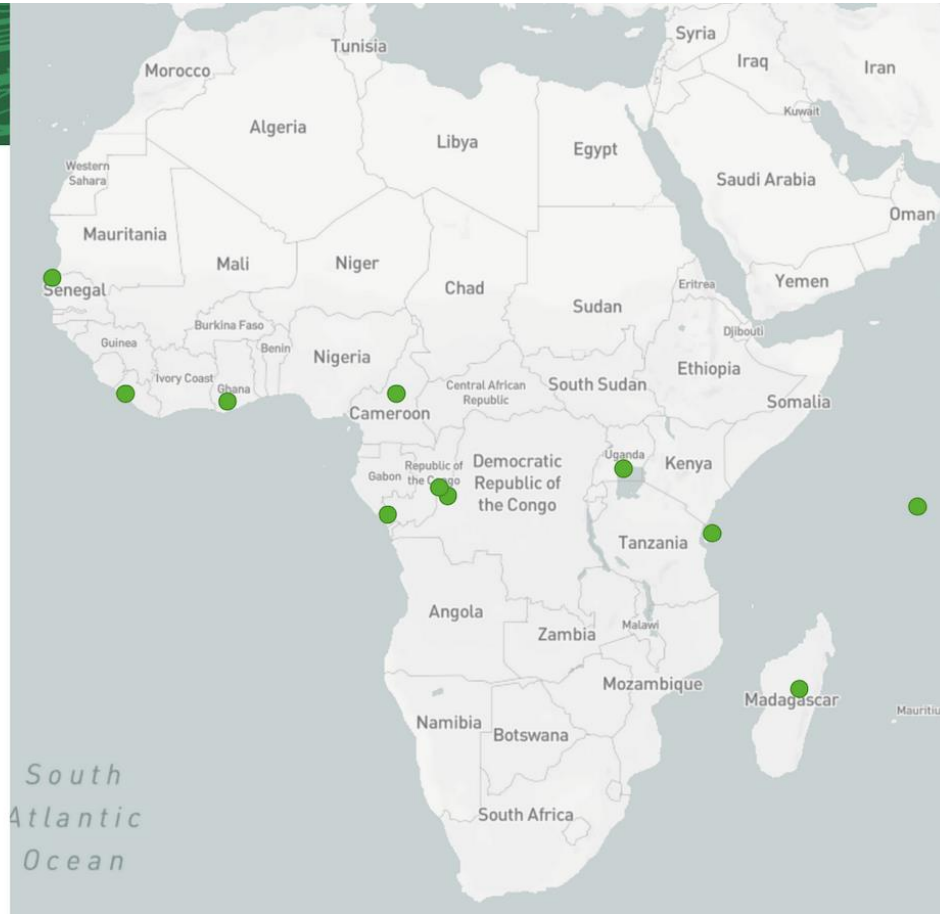 Tunisia
Syria
Iraq
Iran
Morocco
Kuwait
Algeria
Libya
Egypt
Western
Sahara
Saudi Arabia
Oman
Mauritania
Mali
Niger
Chad
Sudan
Eritrea
Yemen
Senegal
Burkina Faso
Djibouti
Guinea
Benin
Nigeria
Ethiopia
Ivory Coast
Ghana
Central African
Republic
South Sudan
Somalia
Cameroon
Uganda
Kenya
Gabon
Republic of
the Congo
Democratic
Republic of
the Congo
Tanzania
Angola
Zambia
Malawi
Mozambique
Madagascar
Mauritiu
Namibia
Botswana
South Africa
South
Atlantic
Ocean